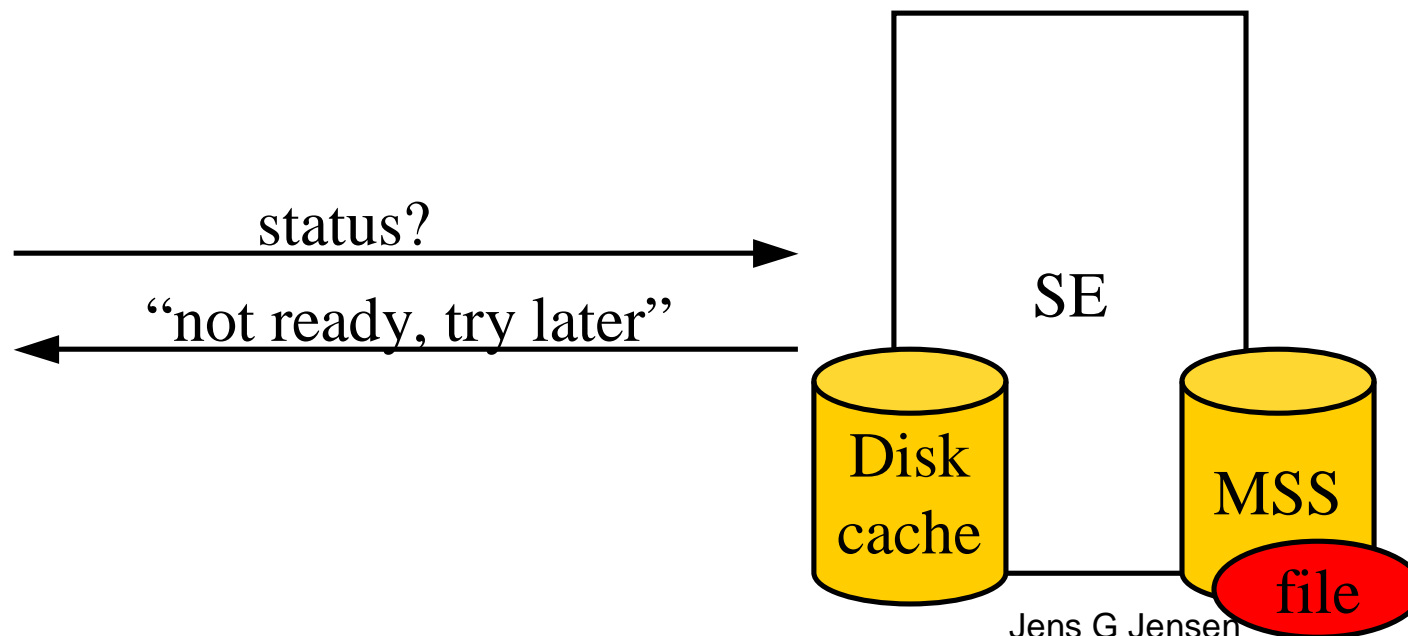 status?
“not ready, try later”
SE
Disk
cache
MSS
file
Jens G Jensen